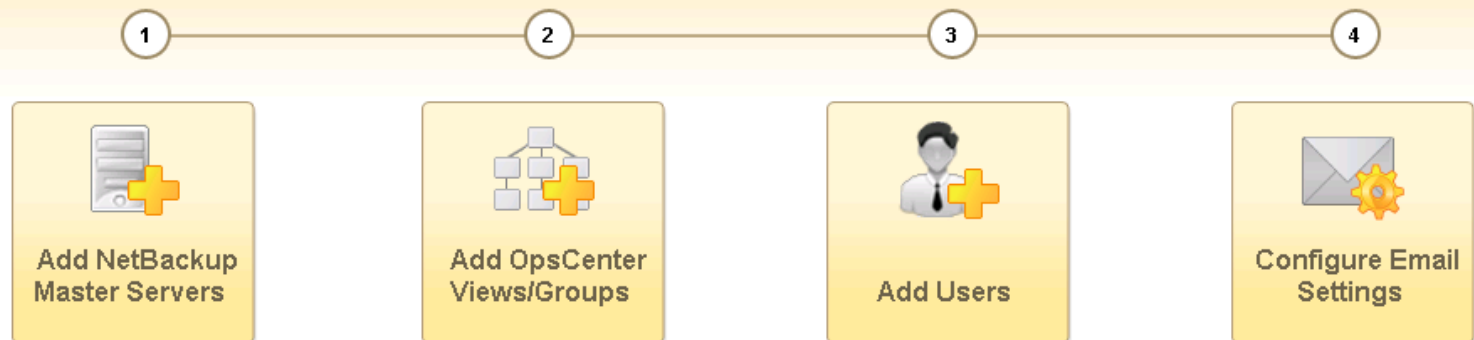 1
2
3
4
Add NetBackup
Master Servers
Add OpsCenter
Views/Groups
Add Users
Configure Email
Settings